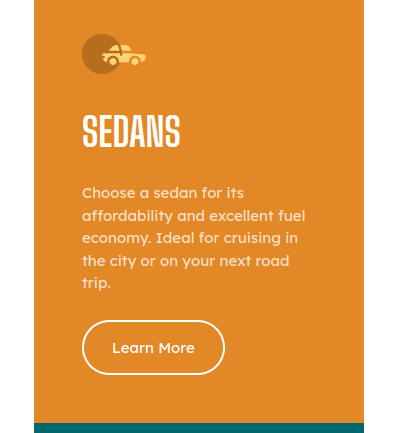 SEDANS
Choose a sedan for its
affordability and excellent fuel
economy. Ideal for cruising in
the city or on your next road
trip.
Learn More